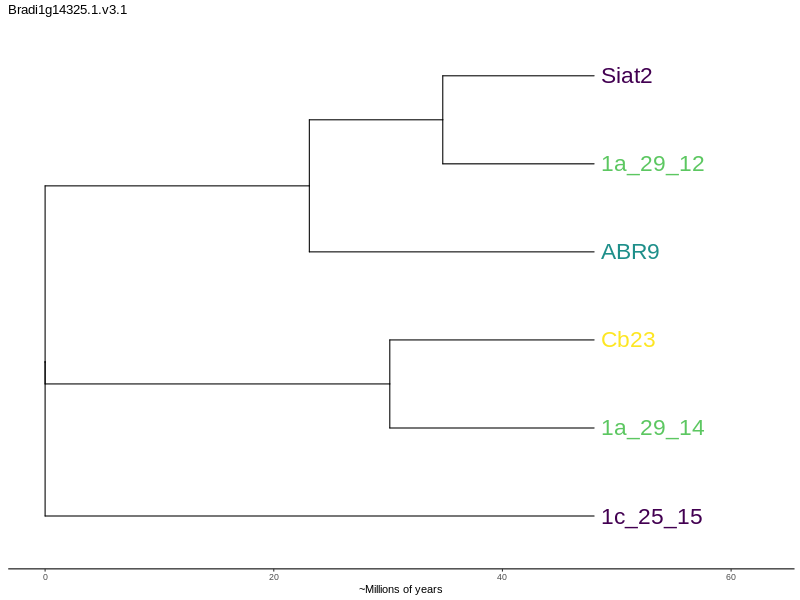 Bradi1g14325.1.v3.1
Siat2
1a_29_12
ABR9
Cb23
1a_29_14
1c_25_15
0 20 40 60
~Millions of years